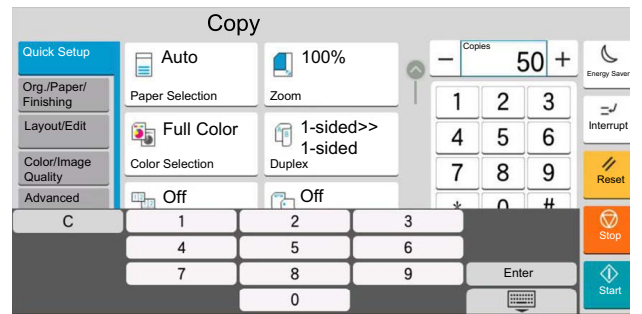 Copy
Quick Setup
Org./Paper/
Finishing
Layout/Edit
Color/Image
Quality
Advanced
Auto
Paper Selection
100%
Zoom
Full Color
Color Selection
1-sided>>
1-sided
Duplex
Off
Off
Copies
− 50 +
1 2 3
4 5 6
7 8 9
* 0 #
Energy Saver
Interrupt
Reset
Stop
Start
C 1 2 3
4 5 6
7 8 9
0
Enter